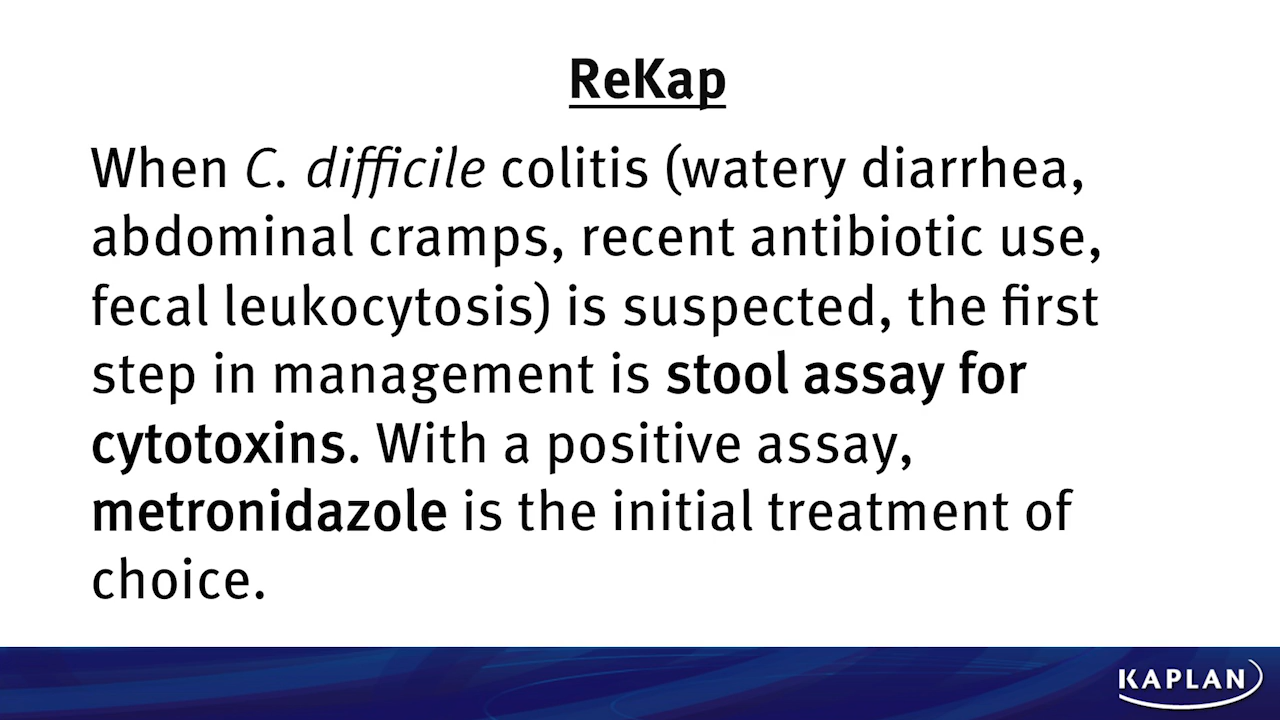 ReKap
When C. difficile colitis (watery diarrhea,
abdominal cramps, recent antibiotic use,
fecal leukocytosis) is suspected, the first
step in management is stool assay for
cytotoxins. With a positive assay,
metronidazole is the initial treatment of
choice.
KAPLAN